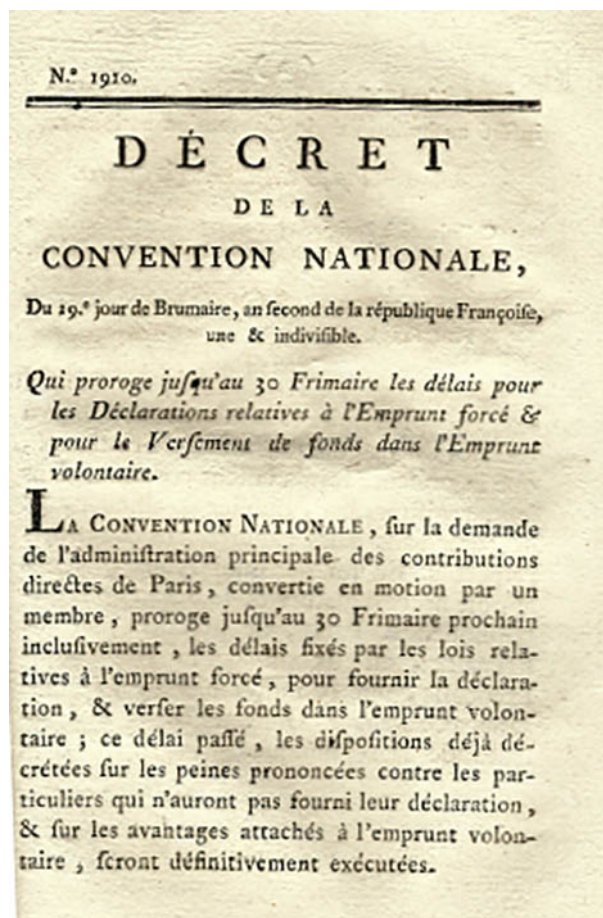 N.º 1910.
DÉCRET
DE LA
CONVENTION NATIONALE,
Du 19.e jour de Brumaire, an ſecond de la république Françoiſe,
une & indiviſible.
Qui proroge juſqu'au 30 Frimaire les délais pour
les Déclarations relatives à l'Emprunt forcé &
pour le Verſement de fonds dans l'Emprunt
volontaire.
LA CONVENTION NATIONALE, ſur la demande
de l'adminiſtration principale des contributions
directes de Paris, convertie en motion par un
membre, proroge juſqu'au 30 Frimaire prochain
incluſivement, les délais fixés par les lois rela-
tives à l'emprunt forcé, pour fournir la déclara-
tion, & verſer les fonds dans l'emprunt volon-
taire ; ce délai paſſé, les diſpoſitions déjà dé-
crétées ſur les peines prononcées contre les par-
ticuliers qui n'auront pas fourni leur déclaration,
& ſur les avantages attachés à l'emprunt volon-
taire, ſeront définitivement exécutées.